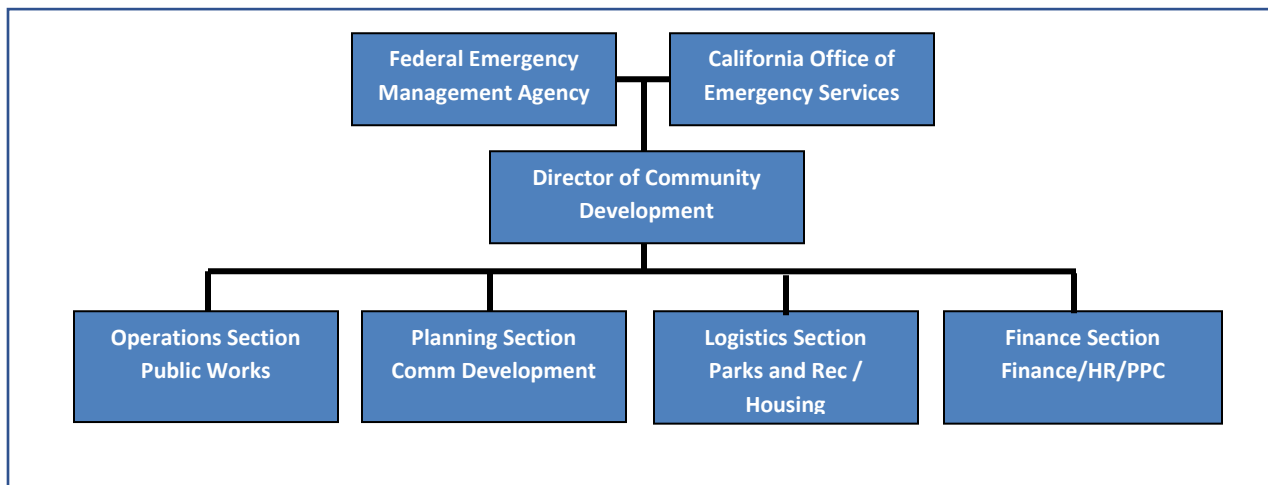 Federal Emergency
Management Agency
California Office of
Emergency Services
Director of Community
Development
Operations Section
Public Works
Planning Section
Comm Development
Logistics Section
Parks and Rec /
Housing
Finance Section
Finance/HR/PPC